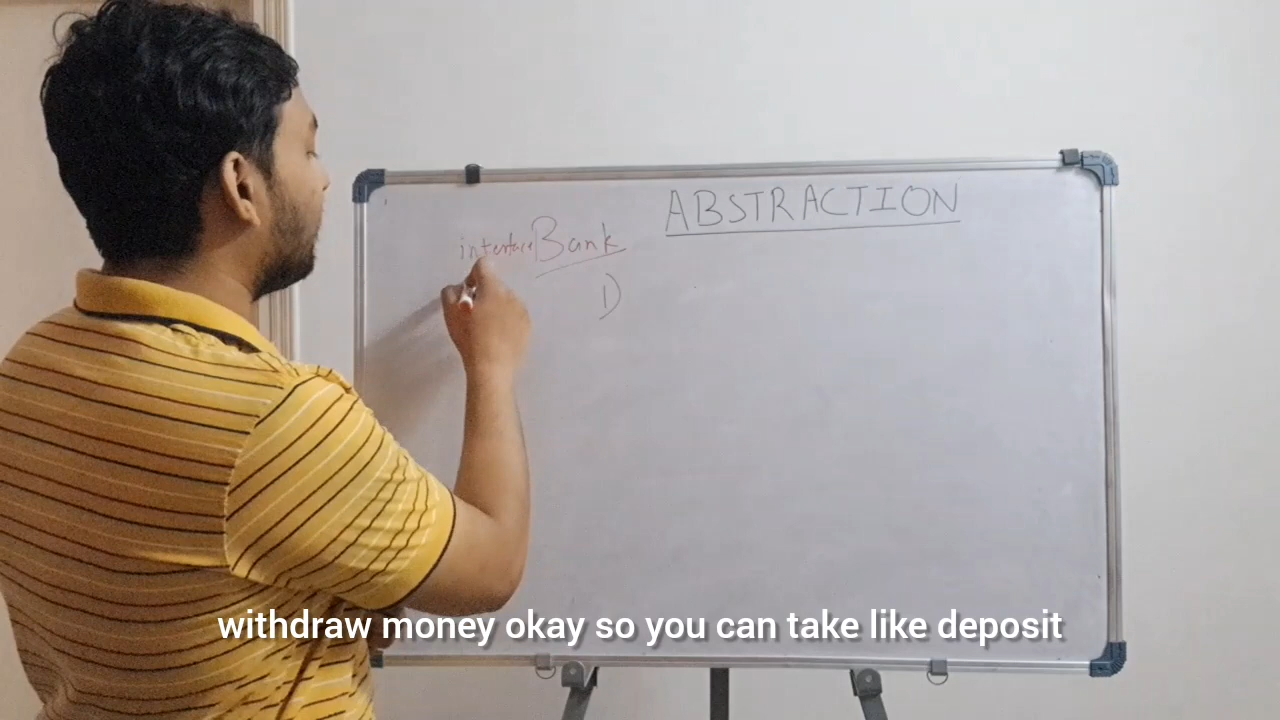 ABSTRACTION
interface Bank
1)
withdraw money okay so you can take like deposit